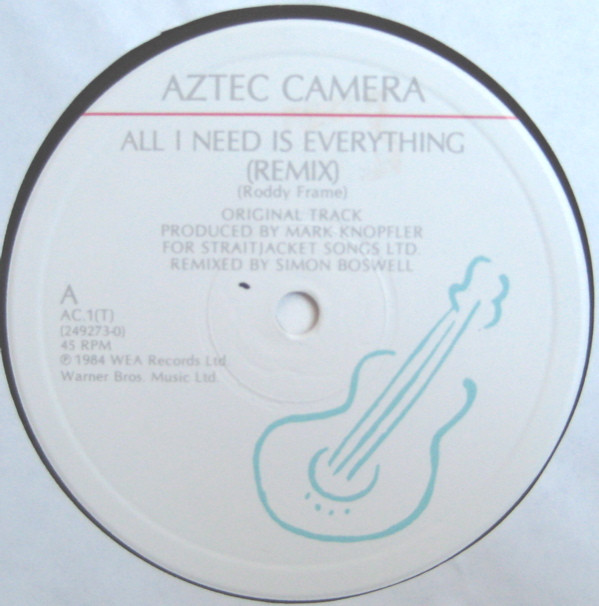 AZTEC CAMERA
ALL I NEED IS EVERYTHING
(REMIX)
(Roddy Frame)
ORIGINAL TRACK
PRODUCED BY MARK KNOPFLER
FOR STRAITJACKET SONGS LTD.
REMIXED BY SIMON BOSWELL
A
AC.1(T)
(249273-0)
45 RPM
℗ 1984 WEA Records Ltd.
Warner Bros. Music Ltd.